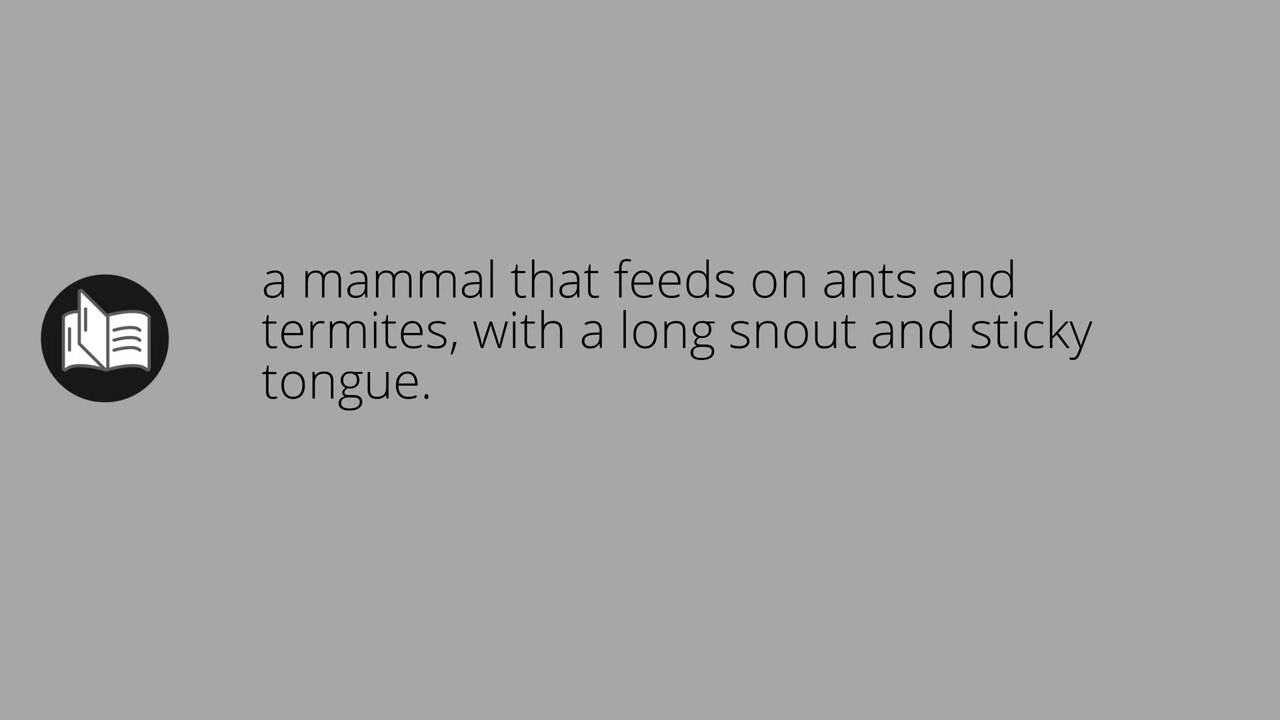 a mammal that feeds on ants and
termites, with a long snout and sticky
tongue.